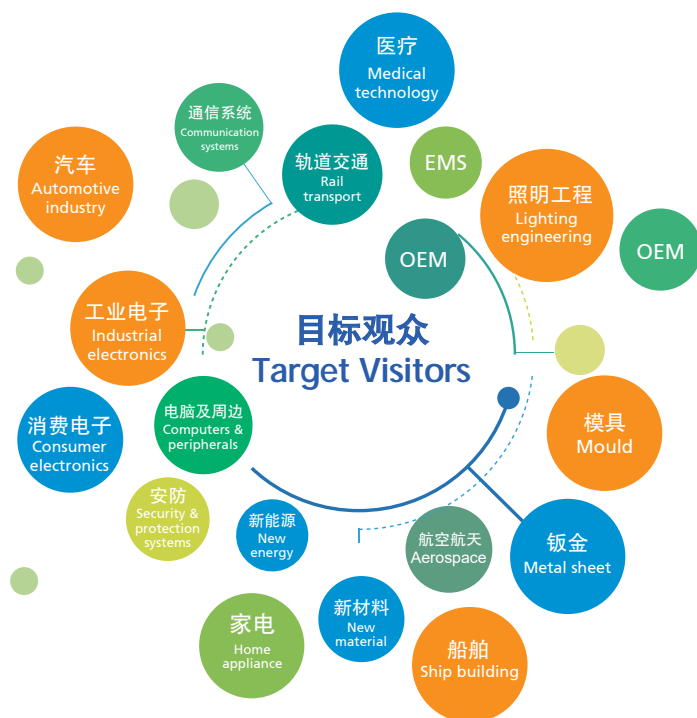 医疗
Medical
technology
通信系统
Communication
systems
汽车
Automotive
industry
轨道交通
Rail
transport
EMS
照明工程
Lighting
engineering
OEM
OEM
工业电子
Industrial
electronics
目标观众
Target Visitors
消费电子
Consumer
electronics
电脑及周边
Computers &
peripherals
模具
Mould
安防
Security &
protection
systems
新能源
New
energy
航空航天
Aerospace
钣金
Metal sheet
家电
Home
appliance
新材料
New
material
船舶
Ship building